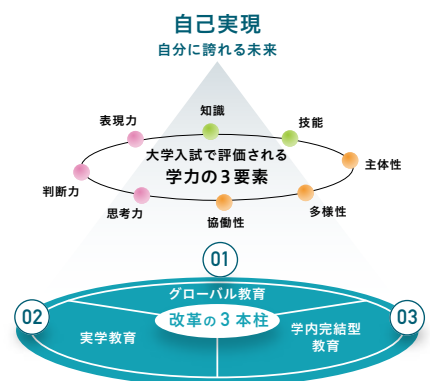 自己実現
自分に誇れる未来
知識
表現力
技能
大学入試で評価される
学力の3要素
主体性
判断力
思考力
協働性
多様性
01
グローバル教育
02
改革の3本柱
03
実学教育
学内完結型
教育